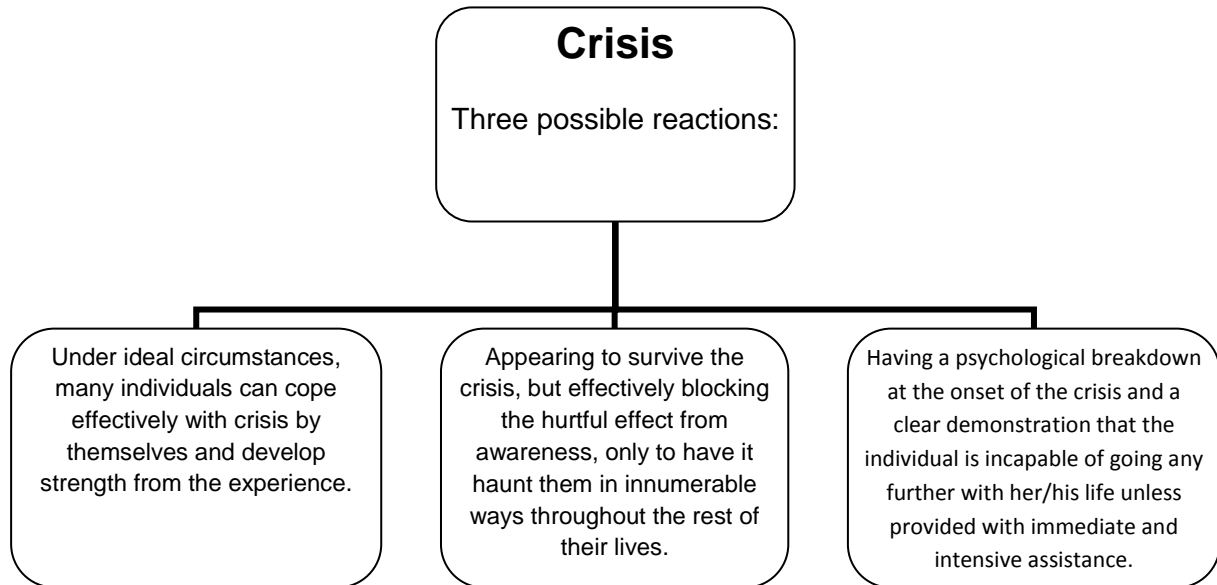 Crisis
Three possible reactions:
Under ideal circumstances,
many individuals can cope
effectively with crisis by
themselves and develop
strength from the experience.
Appearing to survive the
crisis, but effectively blocking
the hurtful effect from
awareness, only to have it
haunt them in innumerable
ways throughout the rest of
their lives.
Having a psychological breakdown
at the onset of the crisis and a
clear demonstration that the
individual is incapable of going any
further with her/his life unless
provided with immediate and
intensive assistance.